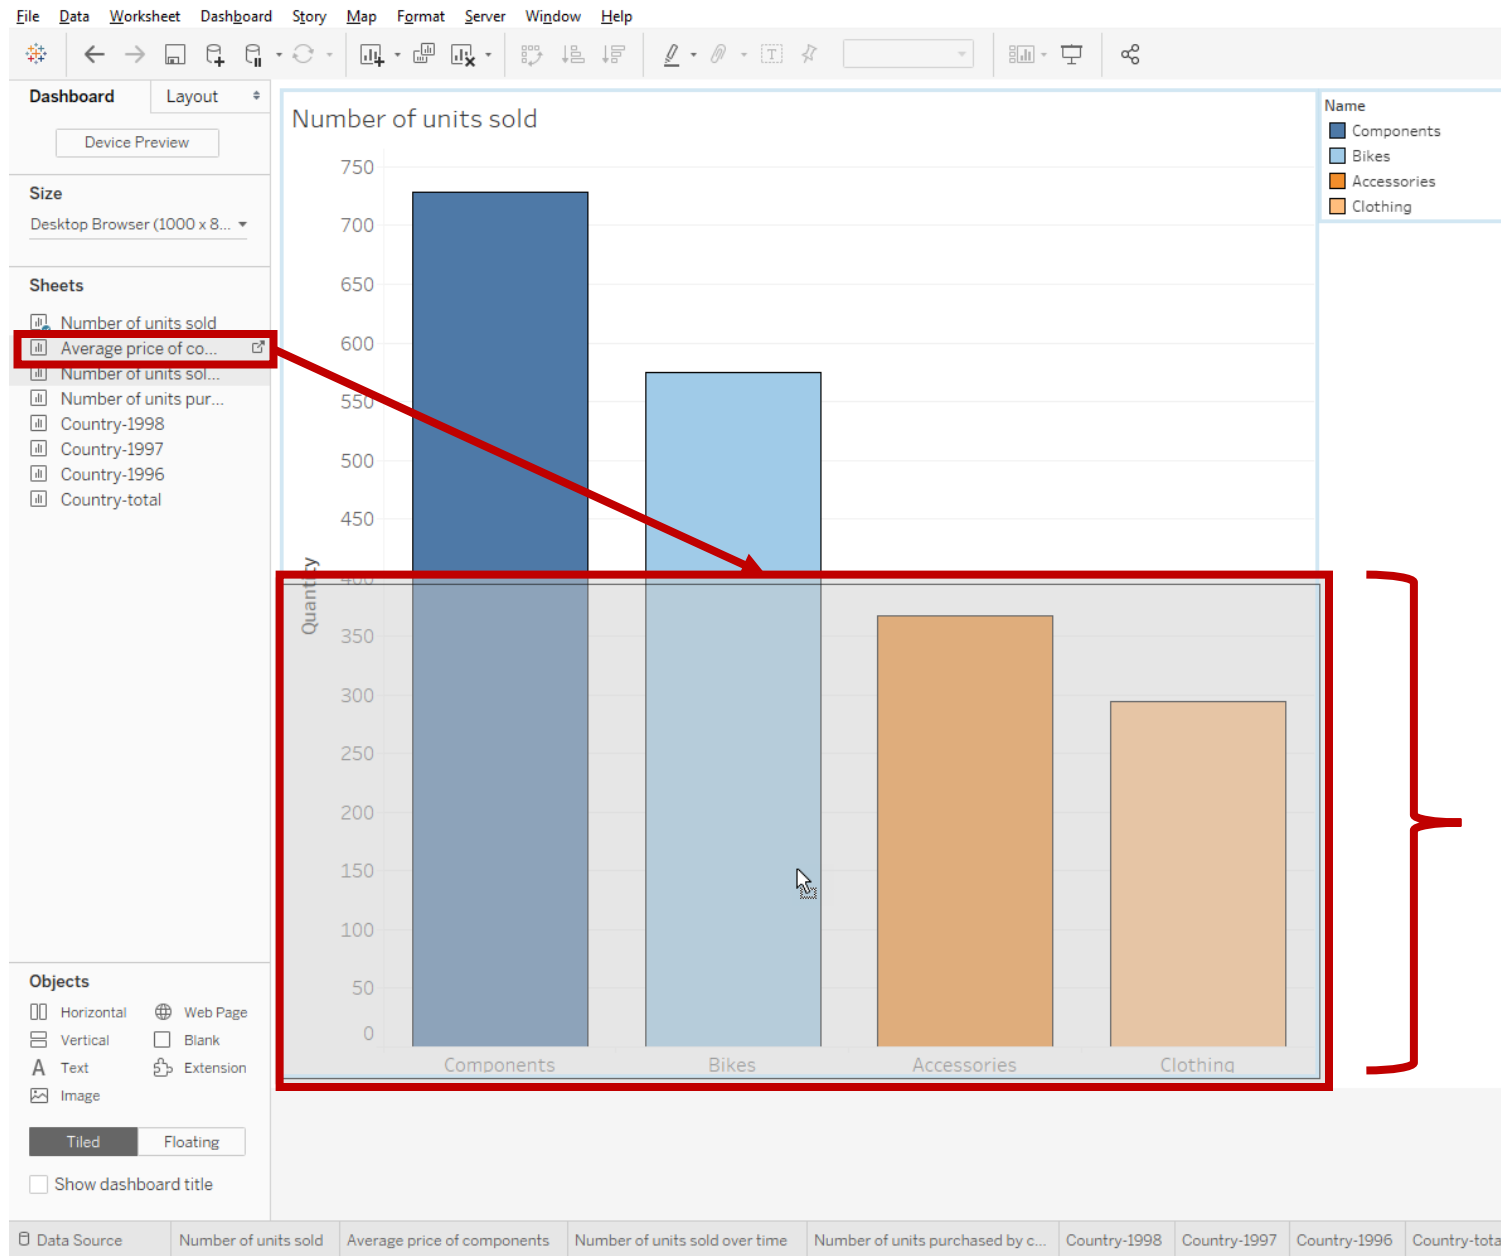 File Data Worksheet Dashboard Story Map Format Server Window Help
Dashboard Layout
Device Preview
Size
Desktop Browser (1000 x 8...
Sheets
Number of units sold
Average price of co...
Number of units sol...
Number of units pur...
Country-1998
Country-1997
Country-1996
Country-total
Objects
Horizontal Web Page
Vertical Blank
A Text Extension
Image
Tiled Floating
Show dashboard title
Number of units sold
Quantity
750
700
650
600
550
500
450
400
350
300
250
200
150
100
50
0
Components Bikes Accessories Clothing
Name
Components
Bikes
Accessories
Clothing
Data Source Number of units sold Average price of components Number of units sold over time Number of units purchased by c... Country-1998 Country-1997 Country-1996 Country-tota